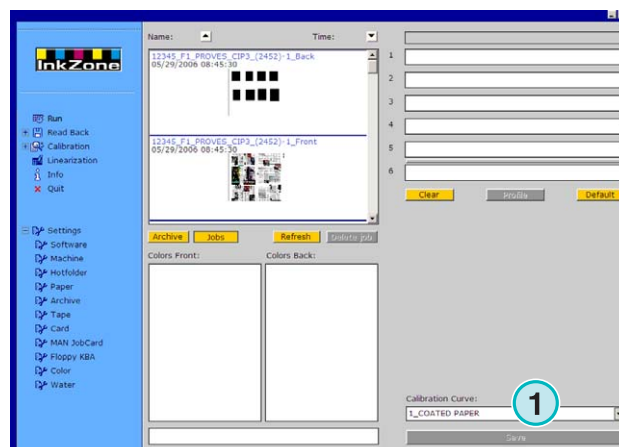 InkZone
Run
Read Back
Calibration
Linearization
Info
Quit
Settings
Software
Machine
Hotfolder
Paper
Archive
Tape
Card
MAN JobCard
Floppy KBA
Color
Water
Name:
Time:
12345_F1_PROVES_CIP3_(2452)-1_Back
05/29/2006 08:45:30
12345_F1_PROVES_CIP3_(2452)-1_Front
05/29/2006 08:45:30
Archive
Jobs
Refresh
Delete job
Colors Front:
Colors Back:
1
2
3
4
5
6
Clear
Profile
Default
Calibration Curve:
1_COATED PAPER
1
Save